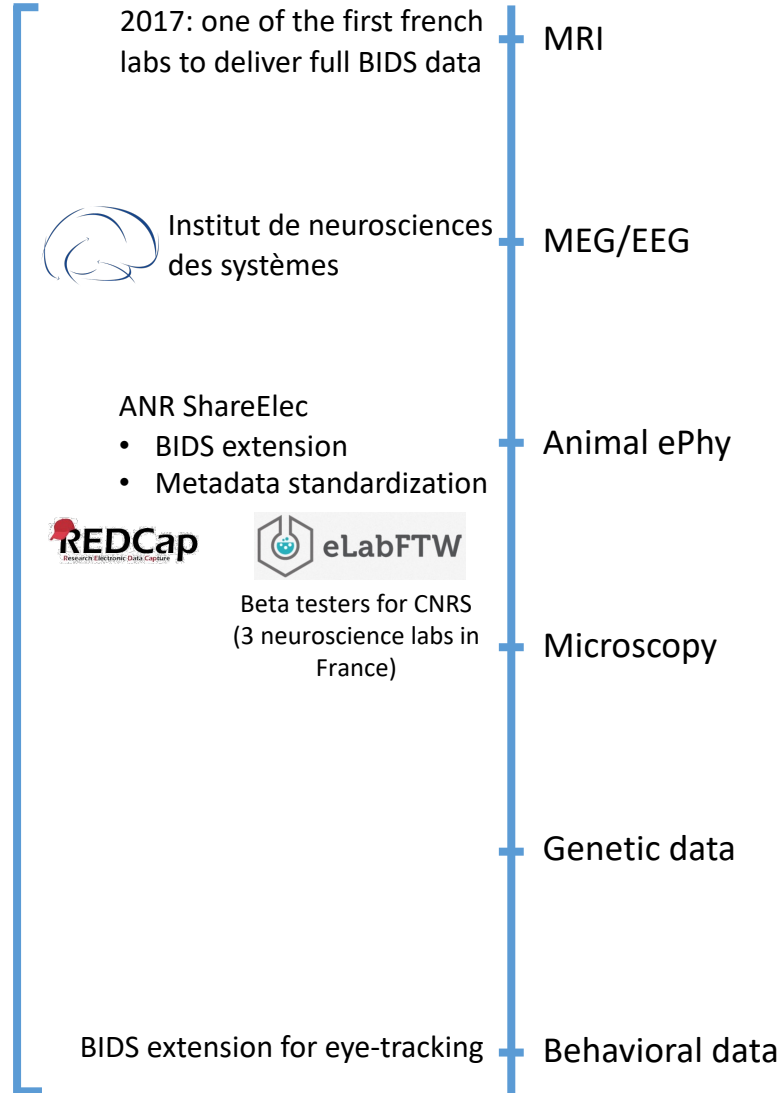 2017: one of the first french
labs to deliver full BIDS data
MRI
Institut de neurosciences
des systèmes
MEG/EEG
ANR ShareElec
• BIDS extension
• Metadata standardization
Animal ePhy
REDCap
Research Electronic Data Capture
eLabFTW
Beta testers for CNRS
(3 neuroscience labs in
France)
Microscopy
Genetic data
BIDS extension for eye-tracking
Behavioral data